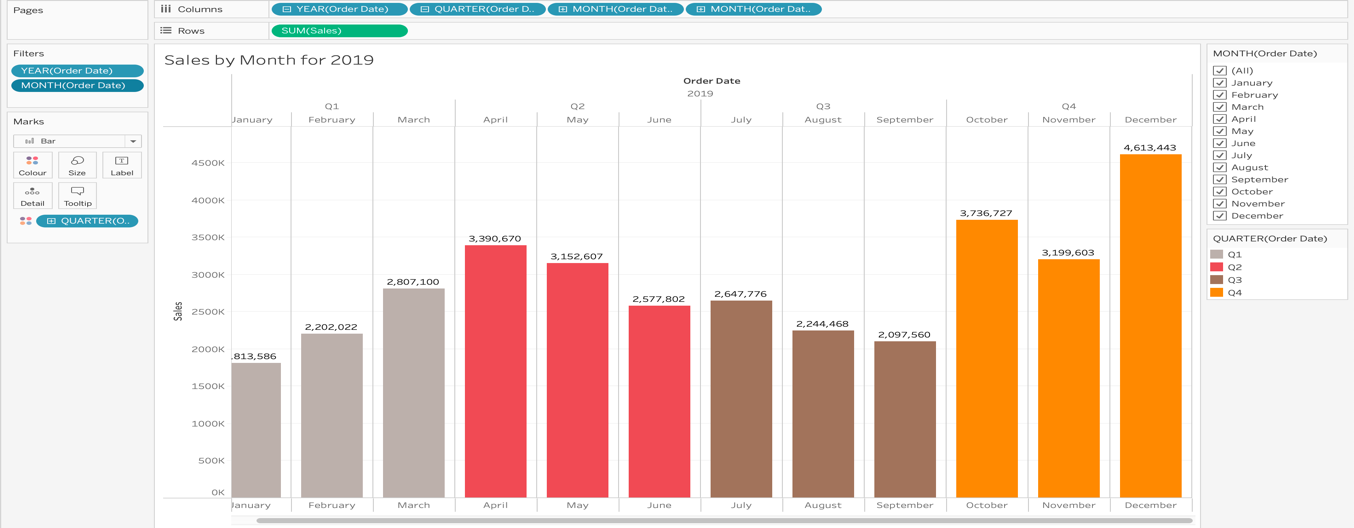 Pages
Columns
YEAR(Order Date)
QUARTER(Order D..
MONTH(Order Dat..
MONTH(Order Dat..
Rows
SUM(Sales)
Filters
YEAR(Order Date)
MONTH(Order Date)
Marks
Bar
Colour Size Label
Detail Tooltip
QUARTER(O..
Sales by Month for 2019
Order Date
2019
Q1 Q2 Q3 Q4
January February March April May June July August September October November December
Sales
4500K
4000K
3500K
3000K
2500K
2000K
1500K
1000K
500K
0K
,813,586
2,202,022
2,807,100
3,390,670
3,152,607
2,577,802
2,647,776
2,244,468
2,097,560
3,736,727
3,199,603
4,613,443
January February March April May June July August September October November December
MONTH(Order Date)
(All)
January
February
March
April
May
June
July
August
September
October
November
December
QUARTER(Order Date)
Q1
Q2
Q3
Q4